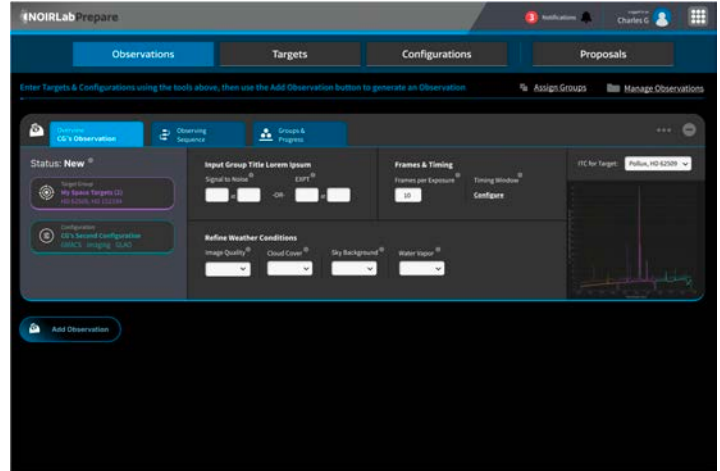 NOIRLab Prepare
3 Notifications
Charles G
Observations
Targets
Configurations
Proposals
Enter Targets & Configurations using the tools above, then use the Add Observation button to generate an Observation
Assign Groups
Manage Observations
Overview
CG's Observation
Observing
Sequence
Groups &
Progress
Status: New
Target Group
My Space Targets (2)
Configuration
CG's Second Configuration
GMACS Imaging GLAO
Input Group Title Lorem Ipsum
Signal to Noise
EXPT
at
-OR-
at
Frames & Timing
Frames per Exposure
10
Timing Window
Configure
ITC for Target:
Pollux, HD 62509
Refine Weather Conditions
Image Quality
Cloud Cover
Sky Background
Water Vapor
Add Observation